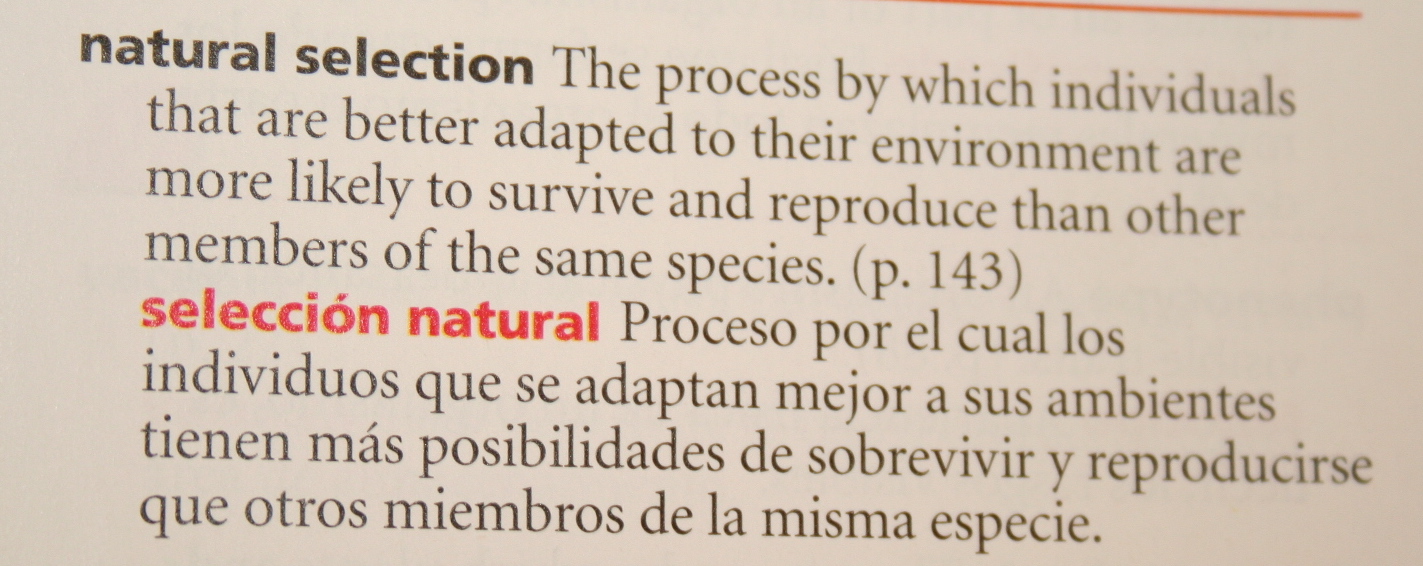 natural selection The process by which individuals
that are better adapted to their environment are
more likely to survive and reproduce than other
members of the same species. (p. 143)
selección natural Proceso por el cual los
individuos que se adaptan mejor a sus ambientes
tienen más posibilidades de sobrevivir y reproducirse
que otros miembros de la misma especie.